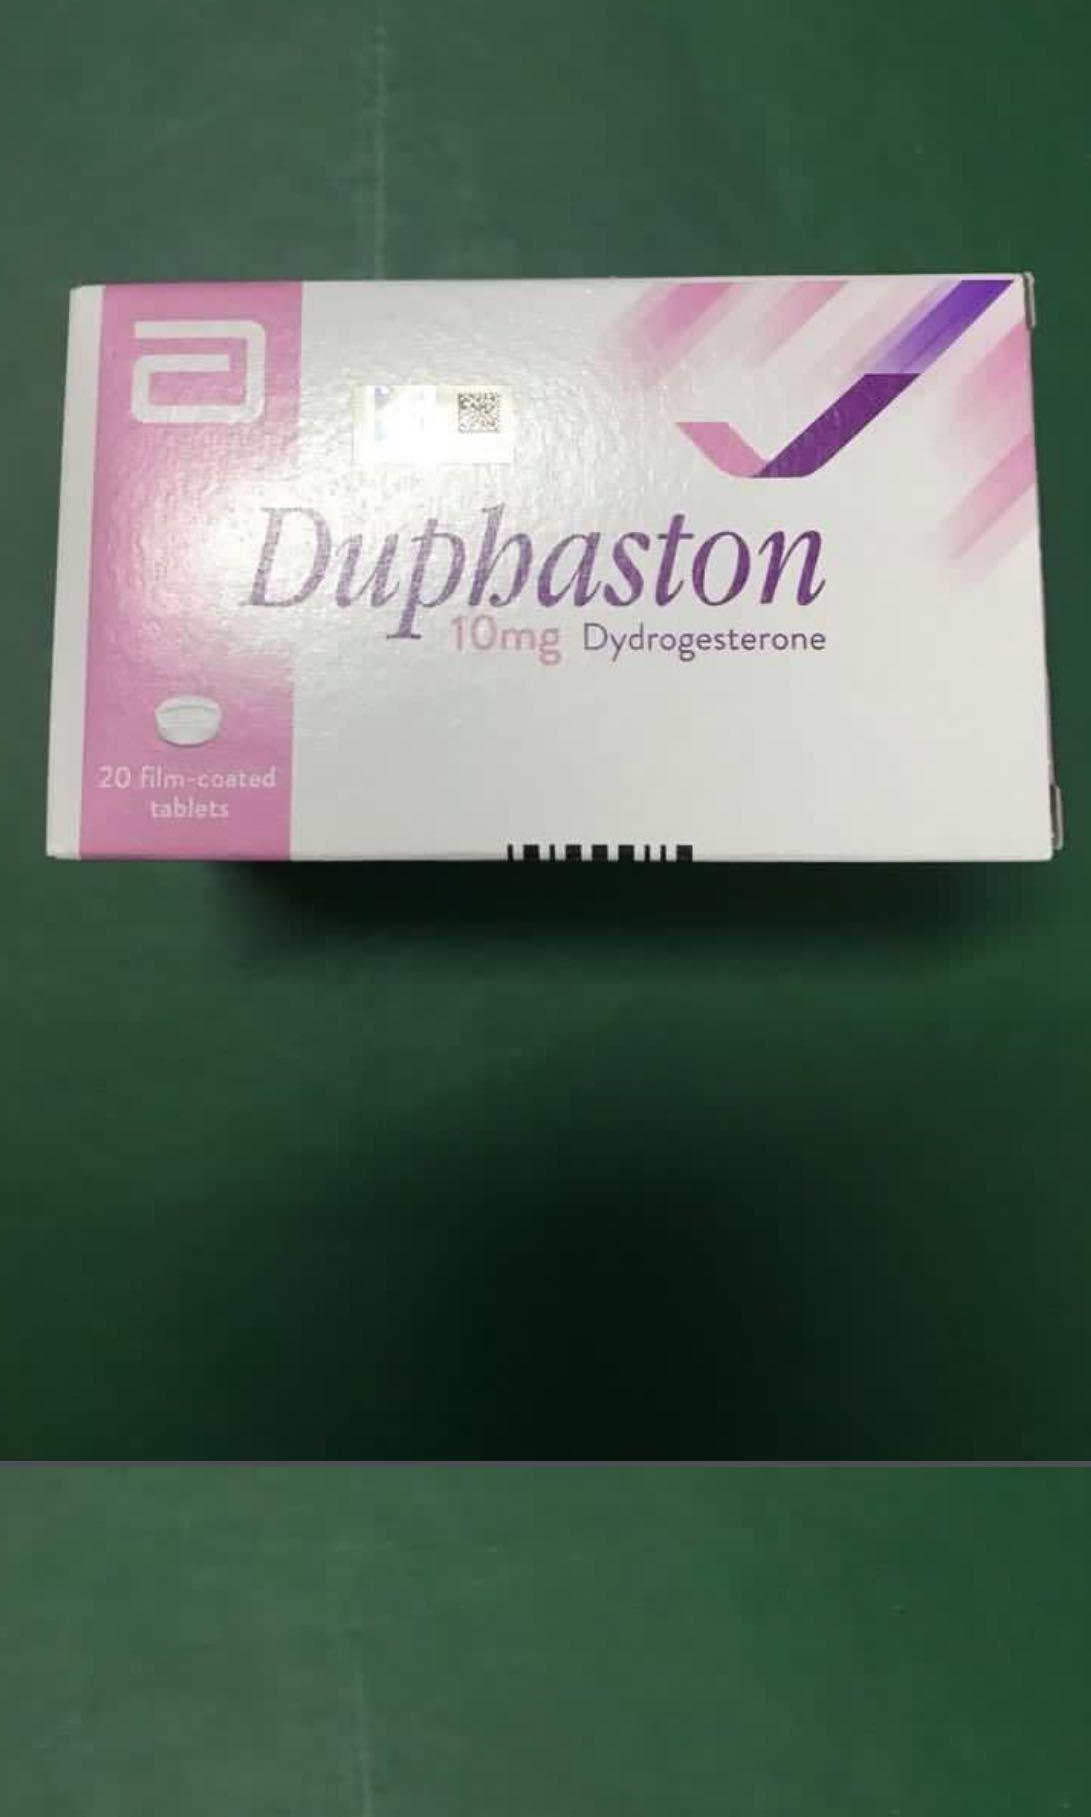 Duphaston
10mg Dydrogesterone
20 film-coated
tablets